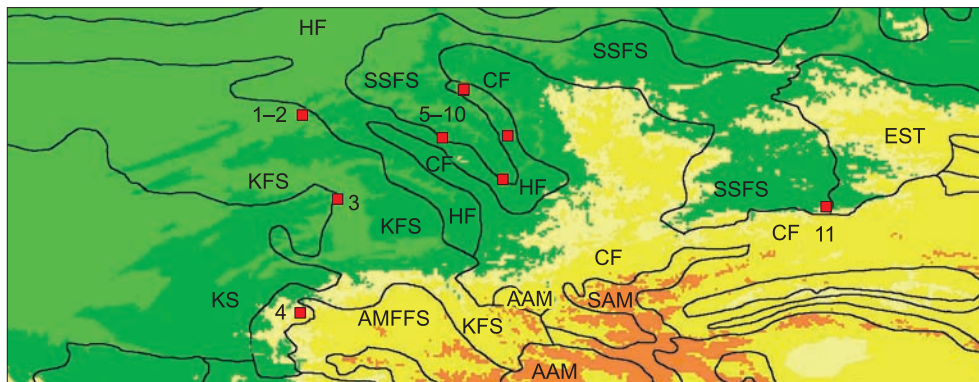 HF
SSFS
SSFS
CF
1–2
5–10
EST
CF
KFS
HF
SSFS
3
KFS
HF
CF
11
CF
KS
AAM
SAM
4
AMFFS
KFS
AAM